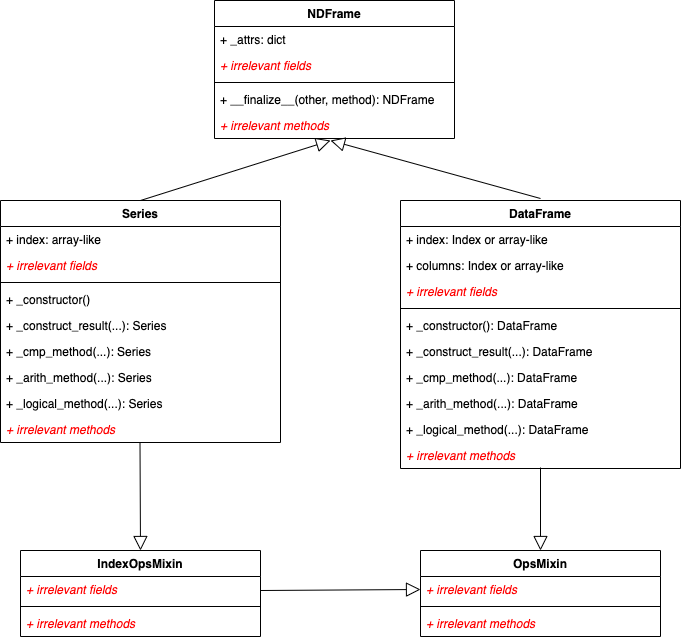 NDFrame
+ _attrs: dict
+ irrelevant fields
+ __finalize__(other, method): NDFrame
+ irrelevant methods
Series
+ index: array-like
+ irrelevant fields
+ _constructor()
+ _construct_result(...): Series
+ _cmp_method(...): Series
+ _arith_method(...): Series
+ _logical_method(...): Series
+ irrelevant methods
DataFrame
+ index: Index or array-like
+ columns: Index or array-like
+ irrelevant fields
+ _constructor(): DataFrame
+ _construct_result(...): DataFrame
+ _cmp_method(...): DataFrame
+ _arith_method(...): DataFrame
+ _logical_method(...): DataFrame
+ irrelevant methods
IndexOpsMixin
+ irrelevant fields
+ irrelevant methods
OpsMixin
+ irrelevant fields
+ irrelevant methods